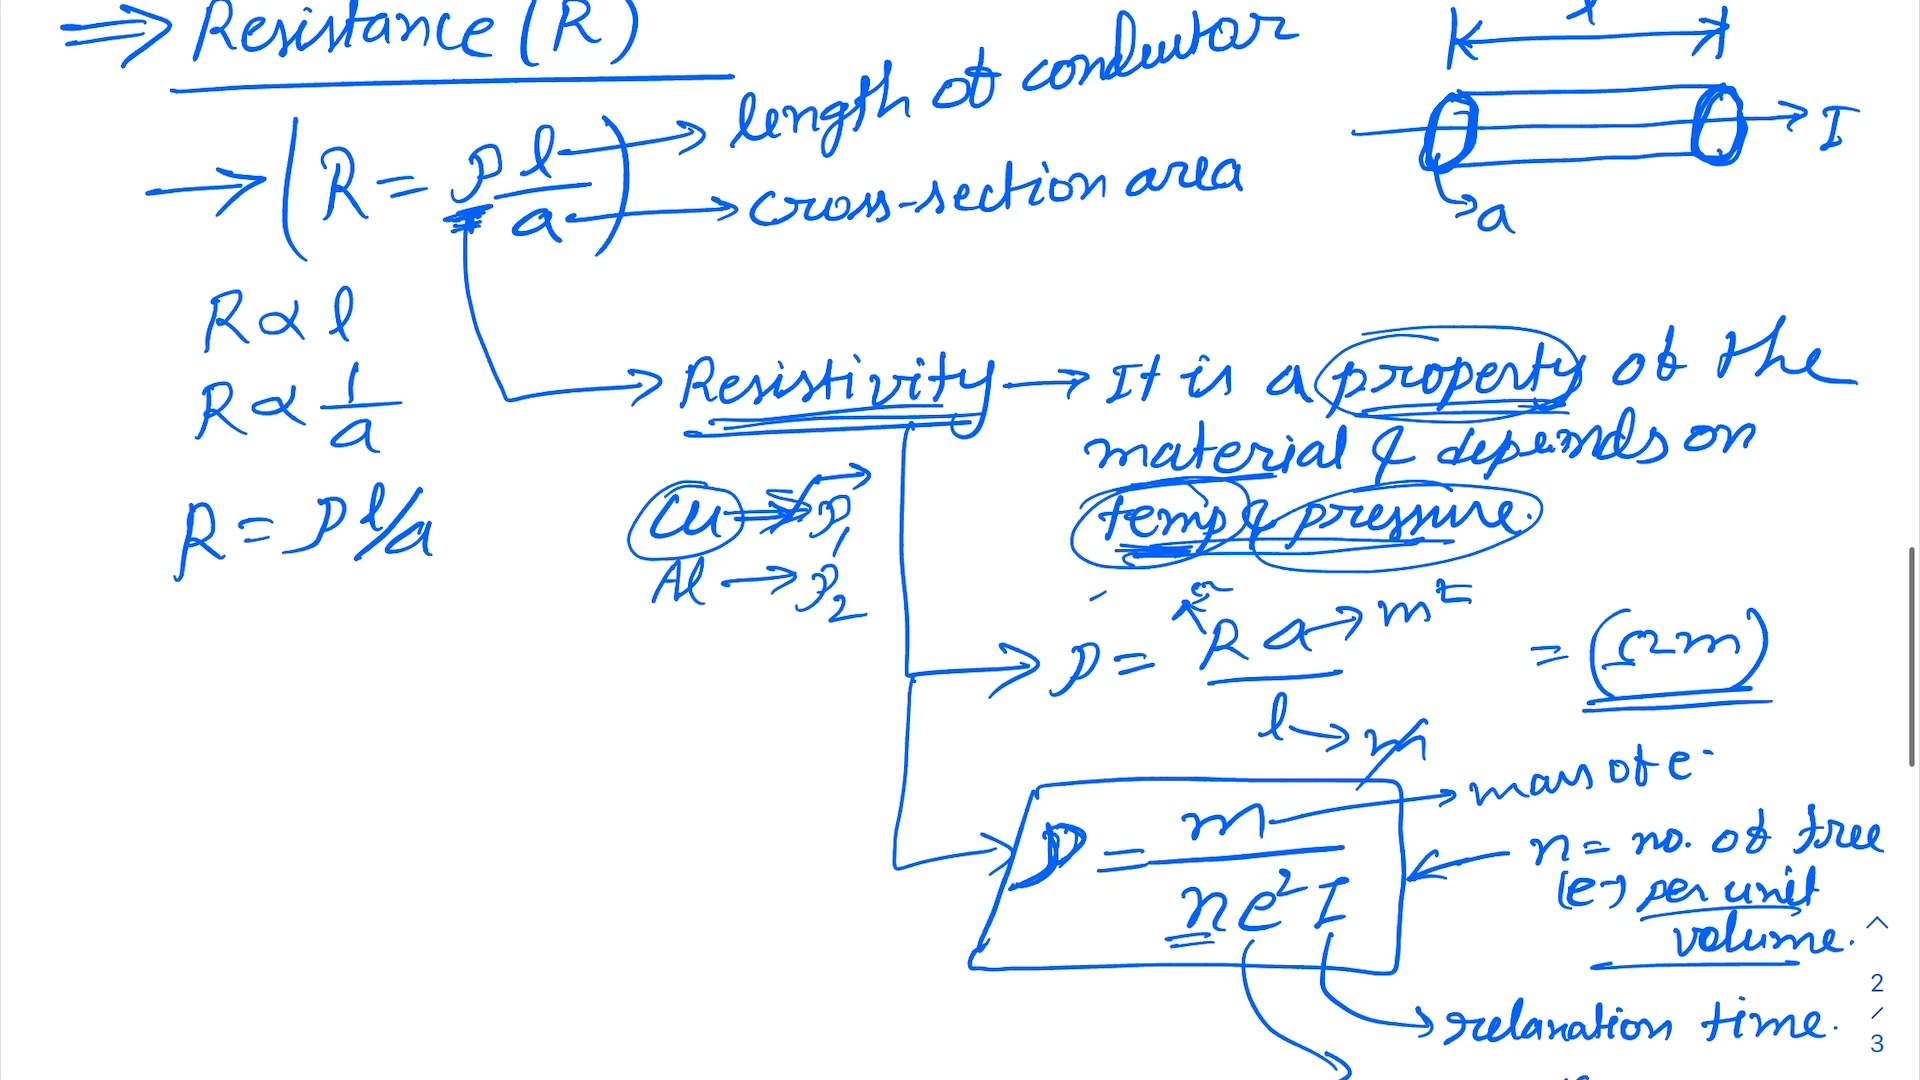 ⇒ Resistance (R)
l
→ (R = ρ l/a)
→ length of conductor
→ cross-section area
→ I
a
R ∝ l
R ∝ 1/a
R = ρ l/a
→ Resistivity → It is a property of the
material & depends on
temp & pressure.
Cu → ρ1
Al → ρ2
→ ρ = R a / l = (Ωm)
Ω
→ m²
→ m
ρ = m / n e² τ
→ mass of e-
n = no. of free
(e-) per unit
volume.
→ relaxation time.
2
/
3